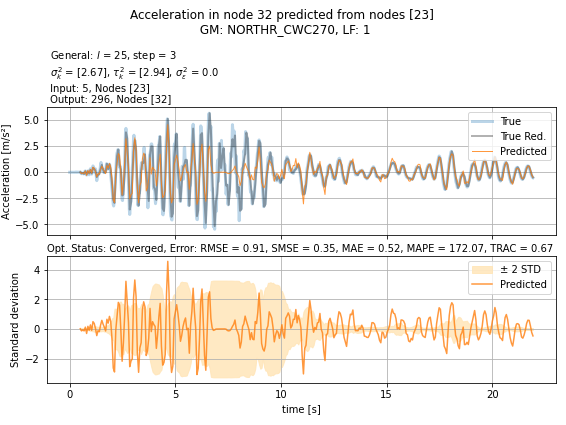 Acceleration in node 32 predicted from nodes [23]
GM: NORTHR_CWC270, LF: 1
General: l = 25, step = 3
σ_k² = [2.67], τ_k² = [2.94], σ_ε² = 0.0
Input: 5, Nodes [23]
Output: 296, Nodes [32]
Acceleration [m/s²]
5.0
2.5
0.0
−2.5
−5.0
True
True Red.
Predicted
Opt. Status: Converged, Error: RMSE = 0.91, SMSE = 0.35, MAE = 0.52, MAPE = 172.07, TRAC = 0.67
Standard deviation
4
2
0
−2
± 2 STD
Predicted
0 5 10 15 20
time [s]